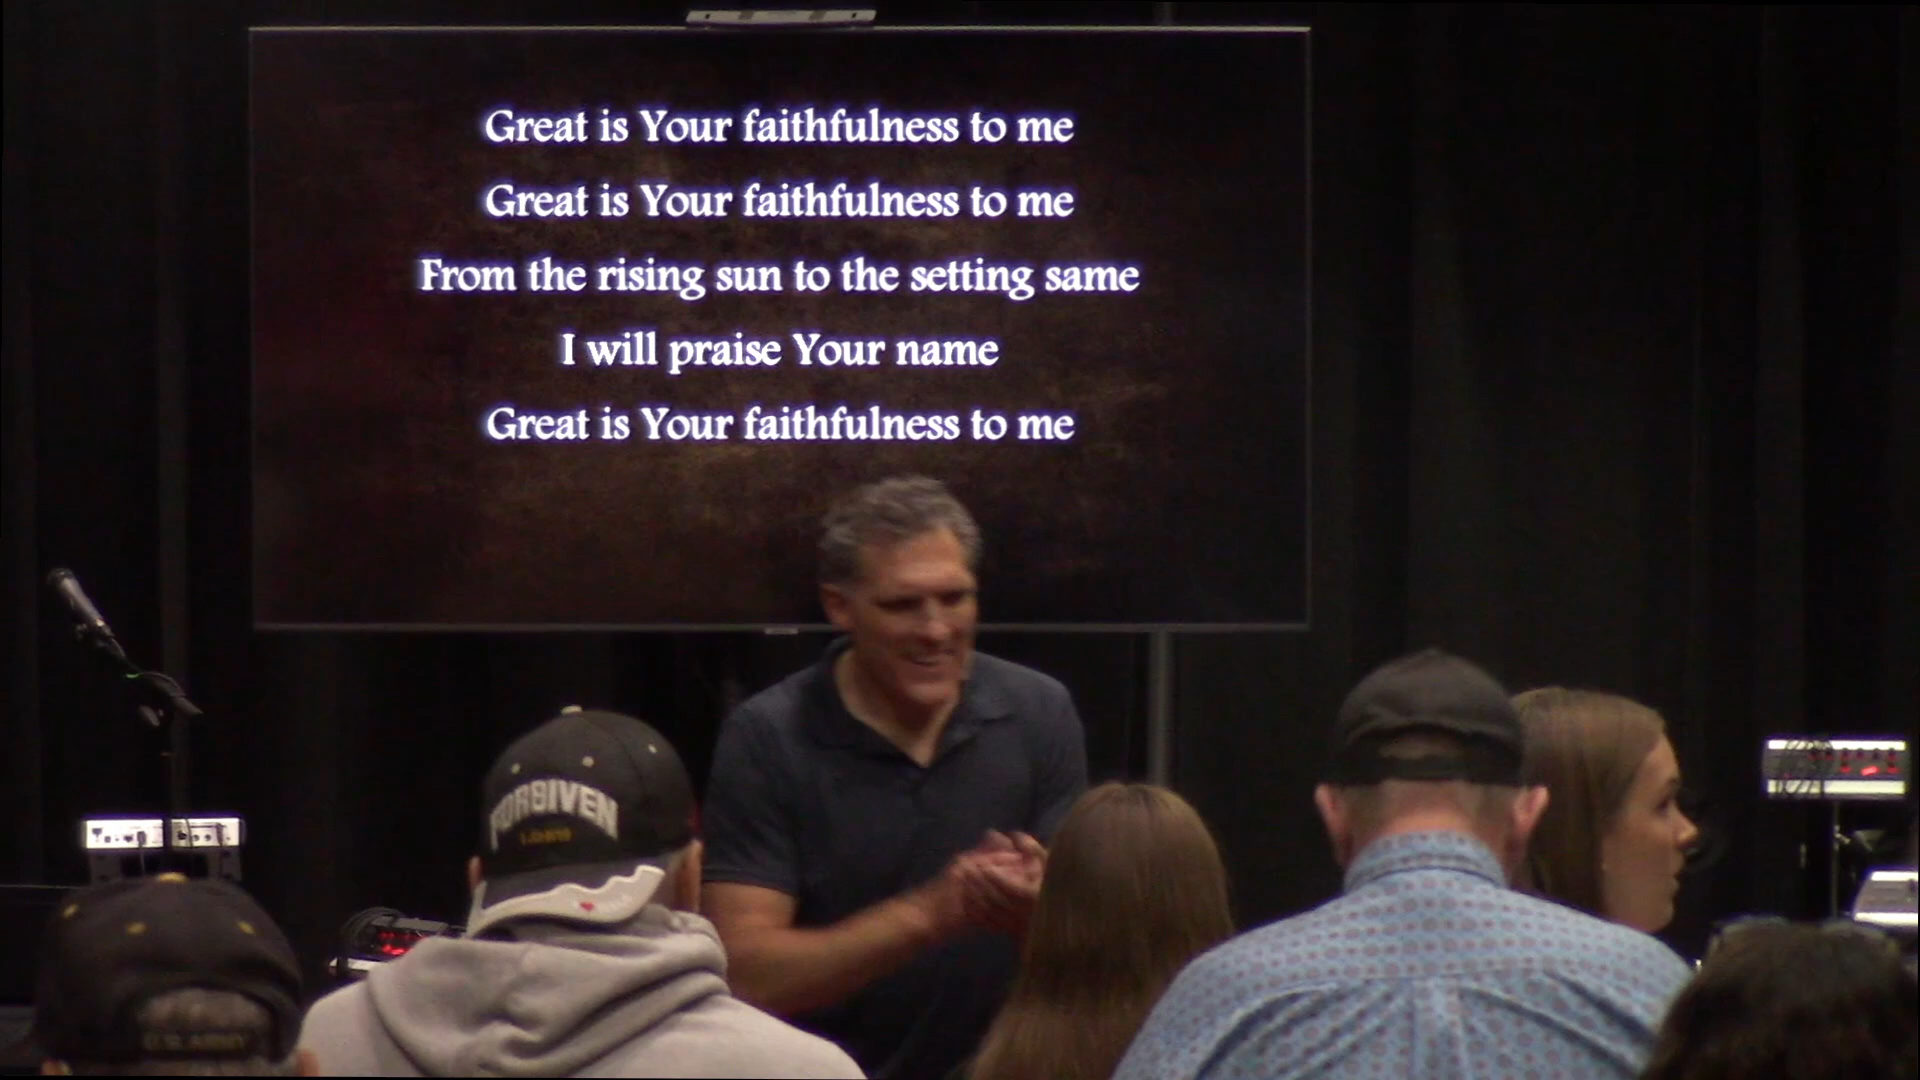 Great is Your faithfulness to me
Great is Your faithfulness to me
From the rising sun to the setting same
I will praise Your name
Great is Your faithfulness to me
FORGIVEN
U.S. ARMY